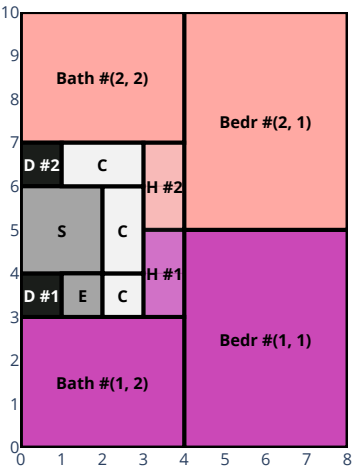 10
9
8
7
6
5
4
3
2
1
0
Bath #(2, 2)
Bedr #(2, 1)
D #2
C
H #2
S
C
H #1
D #1
E
C
Bedr #(1, 1)
Bath #(1, 2)
0 1 2 3 4 5 6 7 8